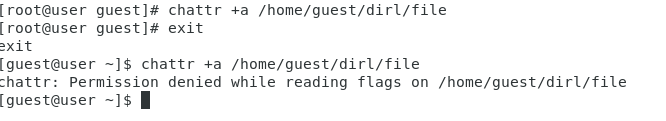 [root@user guest]# chattr +a /home/guest/dirl/file
[root@user guest]# exit
exit
[guest@user ~]$ chattr +a /home/guest/dirl/file
chattr: Permission denied while reading flags on /home/guest/dirl/file
[guest@user ~]$